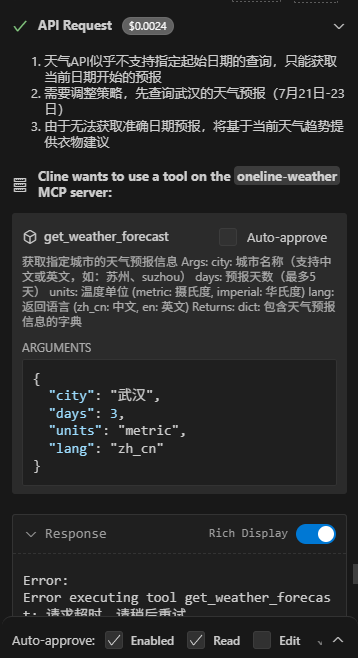 API Request $0.0024
1. 天气API似乎不支持指定起始日期的查询，只能获取
当前日期开始的预报
2. 需要调整策略，先查询武汉的天气预报（7月21日-23
日）
3. 由于无法获取准确日期预报，将基于当前天气趋势提
供衣物建议
Cline wants to use a tool on the oneline-weather
MCP server:
get_weather_forecast Auto-approve
获取指定城市的天气预报信息 Args: city: 城市名称（支持中
文或英文，如：苏州、suzhou） days: 预报天数（最多5
天） units: 温度单位 (metric: 摄氏度, imperial: 华氏度) lang:
返回语言 (zh_cn: 中文, en: 英文) Returns: dict: 包含天气预报
信息的字典
ARGUMENTS
{
"city": "武汉",
"days": 3,
"units": "metric",
"lang": "zh_cn"
}
Response Rich Display
Error:
Error executing tool get_weather_forecas
t: 请求超时，请稍后重试
Auto-approve: Enabled Read Edit